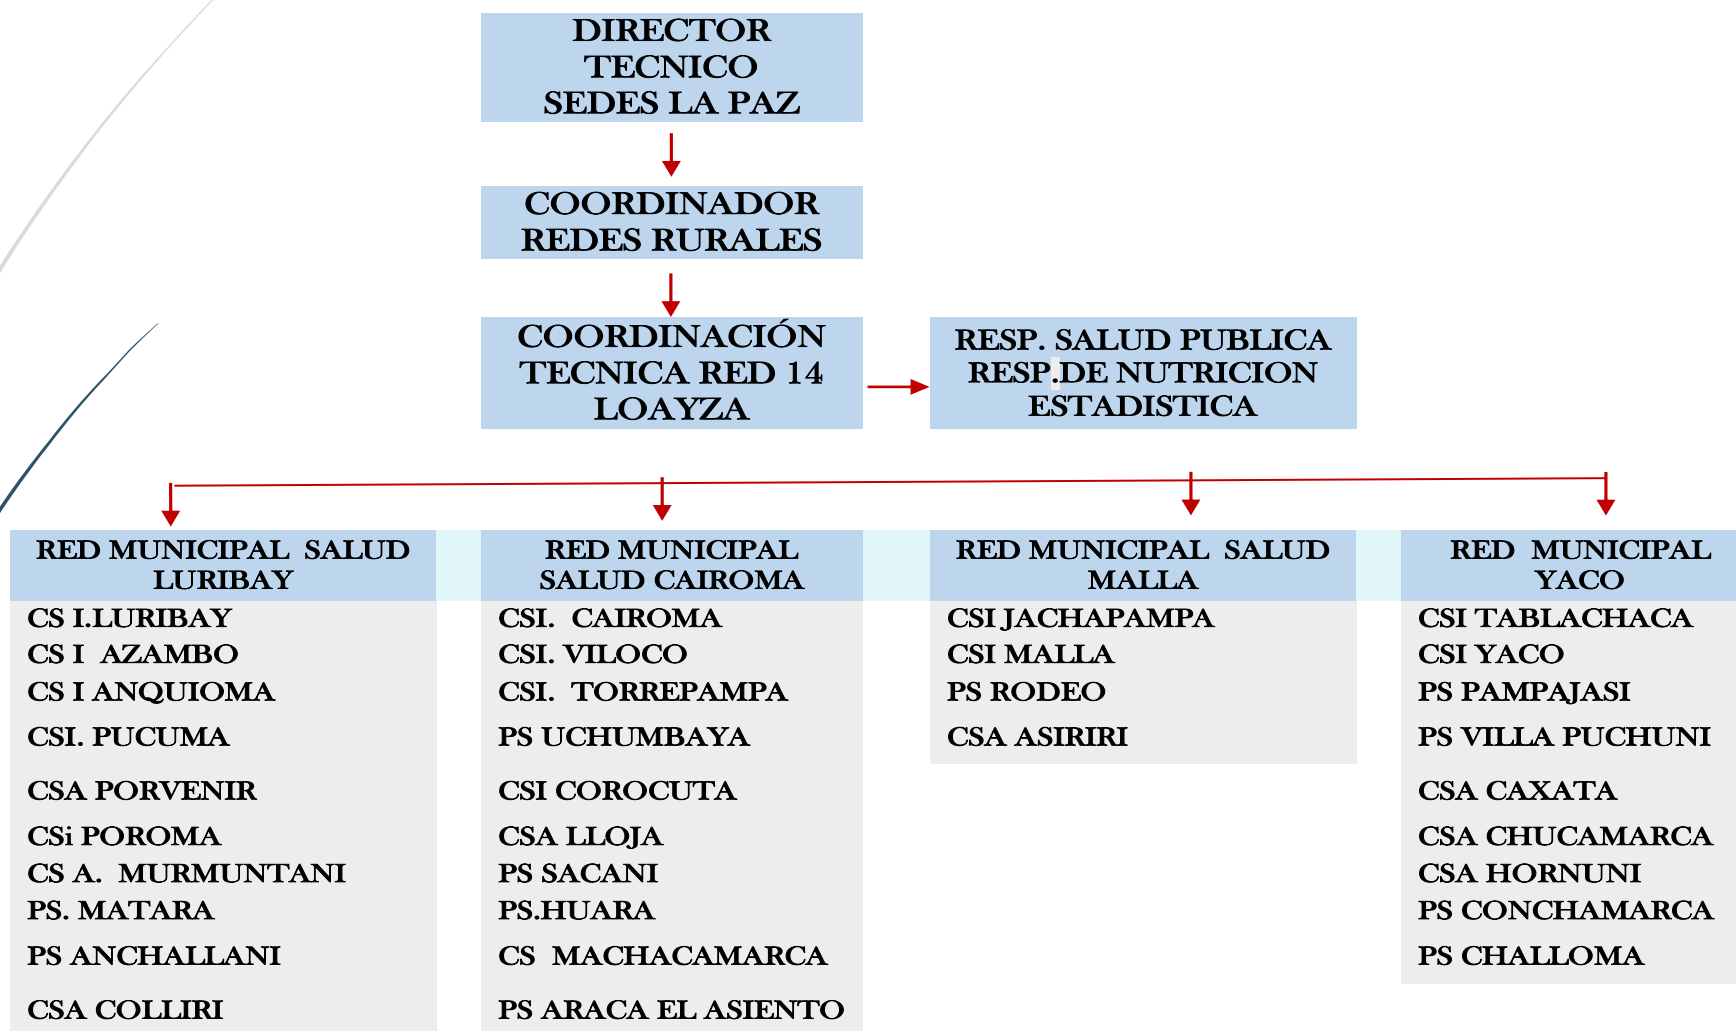 DIRECTOR
TECNICO
SEDES LA PAZ
COORDINADOR
REDES RURALES
COORDINACIÓN
TECNICA RED 14
LOAYZA
RESP. SALUD PUBLICA
RESP.DE NUTRICION
ESTADISTICA
RED MUNICIPAL SALUD
LURIBAY
CS I.LURIBAY
CS I AZAMBO
CS I ANQUIOMA
CSI. PUCUMA
CSA PORVENIR
CSi POROMA
CS A. MURMUNTANI
PS. MATARA
PS ANCHALLANI
CSA COLLIRI
RED MUNICIPAL
SALUD CAIROMA
CSI. CAIROMA
CSI. VILOCO
CSI. TORREPAMPA
PS UCHUMBAYA
CSI COROCUTA
CSA LLOJA
PS SACANI
PS.HUARA
CS MACHACAMARCA
PS ARACA EL ASIENTO
RED MUNICIPAL SALUD
MALLA
CSI JACHAPAMPA
CSI MALLA
PS RODEO
CSA ASIRIRI
RED MUNICIPAL
YACO
CSI TABLACHACA
CSI YACO
PS PAMPAJASI
PS VILLA PUCHUNI
CSA CAXATA
CSA CHUCAMARCA
CSA HORNUNI
PS CONCHAMARCA
PS CHALLOMA